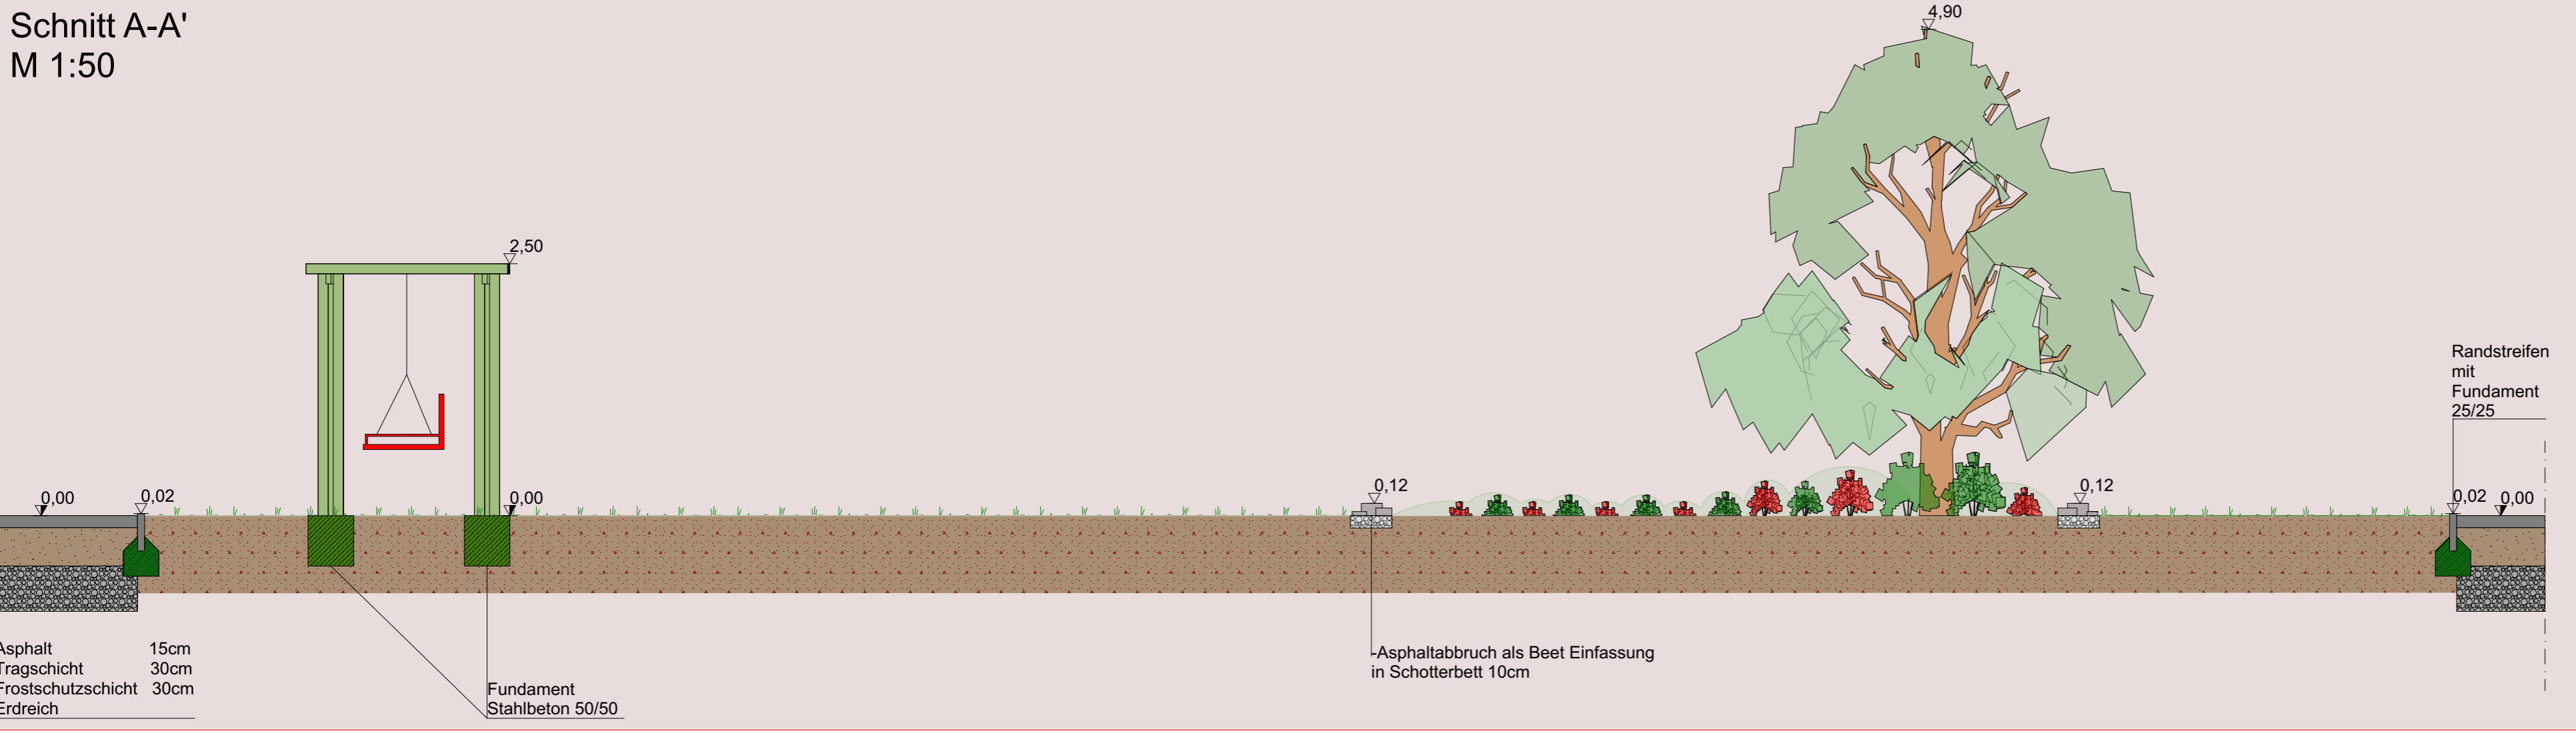 Schnitt A-A'
M 1:50
4,90
2,50
Randstreifen
mit
Fundament
25/25
0,00
0,02
0,00
0,12
0,12
0,02
0,00
Asphalt 15cm
Tragschicht 30cm
Frostschutzschicht 30cm
Erdreich
Fundament
Stahlbeton 50/50
-Asphaltabbruch als Beet Einfassung
in Schotterbett 10cm